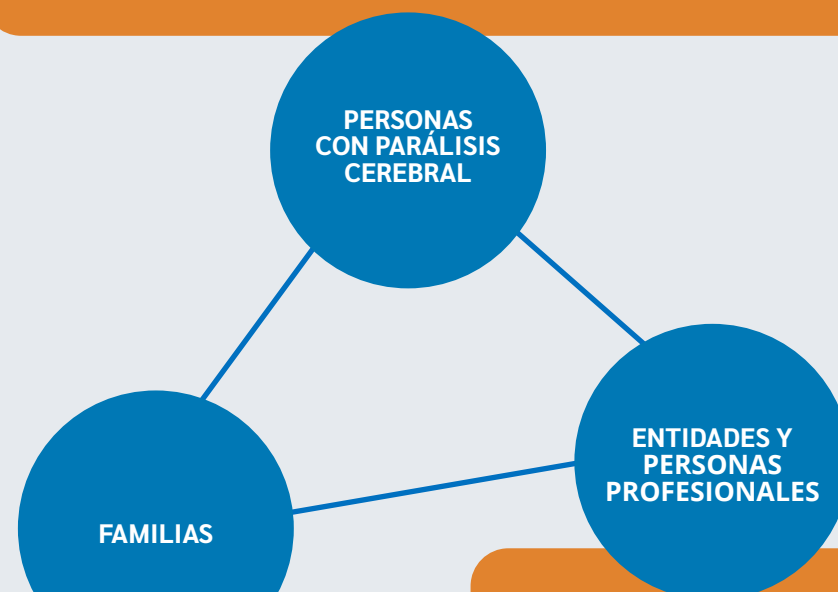 PERSONAS
CON PARÁLISIS
CEREBRAL
ENTIDADES Y
PERSONAS
PROFESIONALES
FAMILIAS